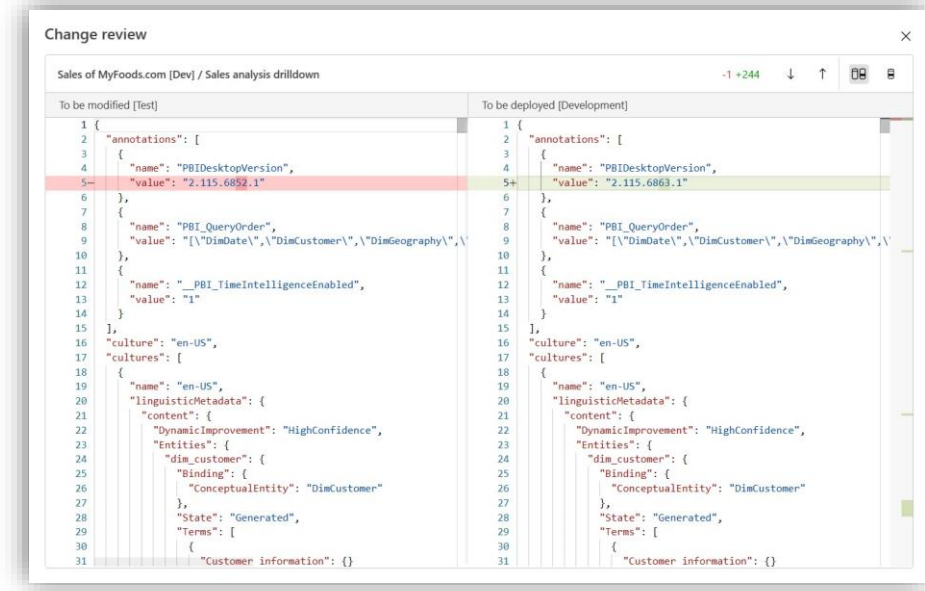 Change review
Sales of MyFoods.com [Dev] / Sales analysis drilldown
-1 +244
To be modified [Test]
1 {
2 "annotations": [
3 {
4 "name": "PBIDesktopVersion",
5− "value": "2.115.6852.1"
6 },
7 {
8 "name": "PBI_QueryOrder",
9 "value": "[\"DimDate\",\"DimCustomer\",\"DimGeography\",\
10 },
11 {
12 "name": "__PBI_TimeIntelligenceEnabled",
13 "value": "1"
14 }
15 ],
16 "culture": "en-US",
17 "cultures": [
18 {
19 "name": "en-US",
20 "linguisticMetadata": {
21 "content": {
22 "DynamicImprovement": "HighConfidence",
23 "Entities": {
24 "dim_customer": {
25 "Binding": {
26 "ConceptualEntity": "DimCustomer"
27 },
28 "State": "Generated",
29 "Terms": [
30 {
31 "Customer information": {}
To be deployed [Development]
1 {
2 "annotations": [
3 {
4 "name": "PBIDesktopVersion",
5+ "value": "2.115.6863.1"
6 },
7 {
8 "name": "PBI_QueryOrder",
9 "value": "[\"DimDate\",\"DimCustomer\",\"DimGeography\",\
10 },
11 {
12 "name": "__PBI_TimeIntelligenceEnabled",
13 "value": "1"
14 }
15 ],
16 "culture": "en-US",
17 "cultures": [
18 {
19 "name": "en-US",
20 "linguisticMetadata": {
21 "content": {
22 "DynamicImprovement": "HighConfidence",
23 "Entities": {
24 "dim_customer": {
25 "Binding": {
26 "ConceptualEntity": "DimCustomer"
27 },
28 "State": "Generated",
29 "Terms": [
30 {
31 "Customer information": {}